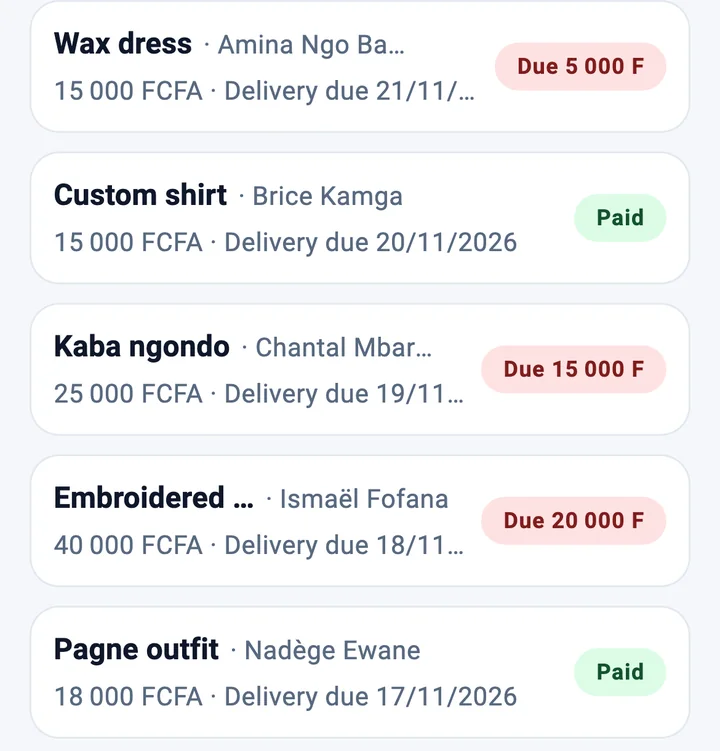 Wax dress · Amina Ngo Ba…
15 000 FCFA · Delivery due 21/11/…
Due 5 000 F
Custom shirt · Brice Kamga
15 000 FCFA · Delivery due 20/11/2026
Paid
Kaba ngondo · Chantal Mbar…
25 000 FCFA · Delivery due 19/11…
Due 15 000 F
Embroidered … · Ismaël Fofana
40 000 FCFA · Delivery due 18/11…
Due 20 000 F
Pagne outfit · Nadège Ewane
18 000 FCFA · Delivery due 17/11/2026
Paid